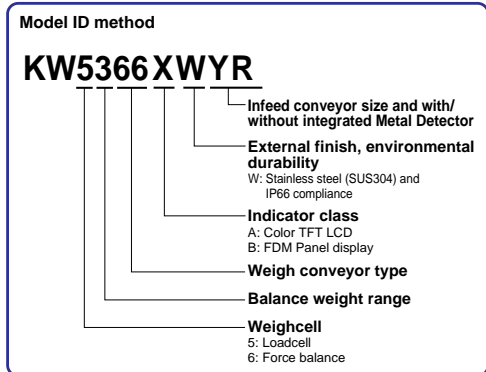 Model ID method
KW5366XWYR
Infeed conveyor size and with/
without integrated Metal Detector
External finish, environmental
durability
W: Stainless steel (SUS304) and
IP66 compliance
Indicator class
A: Color TFT LCD
B: FDM Panel display
Weigh conveyor type
Balance weight range
Weighcell
5: Loadcell
6: Force balance